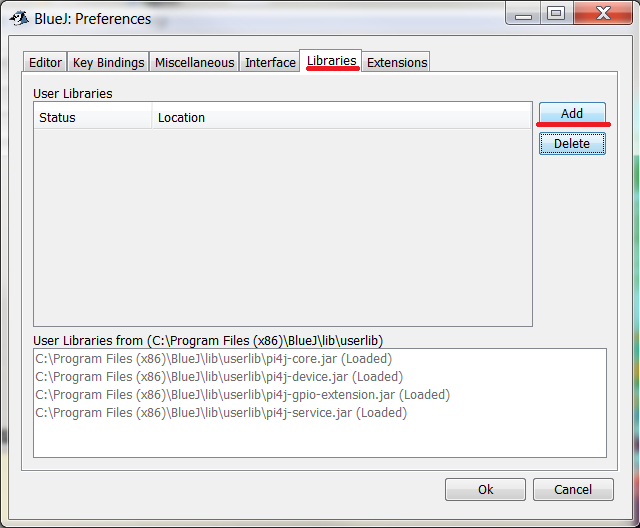 BlueJ: Preferences
Editor Key Bindings Miscellaneous Interface Libraries Extensions
User Libraries
Status Location
Add
Delete
User Libraries from (C:\Program Files (x86)\BlueJ\lib\userlib)
C:\Program Files (x86)\BlueJ\lib\userlib\pi4j-core.jar (Loaded)
C:\Program Files (x86)\BlueJ\lib\userlib\pi4j-device.jar (Loaded)
C:\Program Files (x86)\BlueJ\lib\userlib\pi4j-gpio-extension.jar (Loaded)
C:\Program Files (x86)\BlueJ\lib\userlib\pi4j-service.jar (Loaded)
Ok Cancel